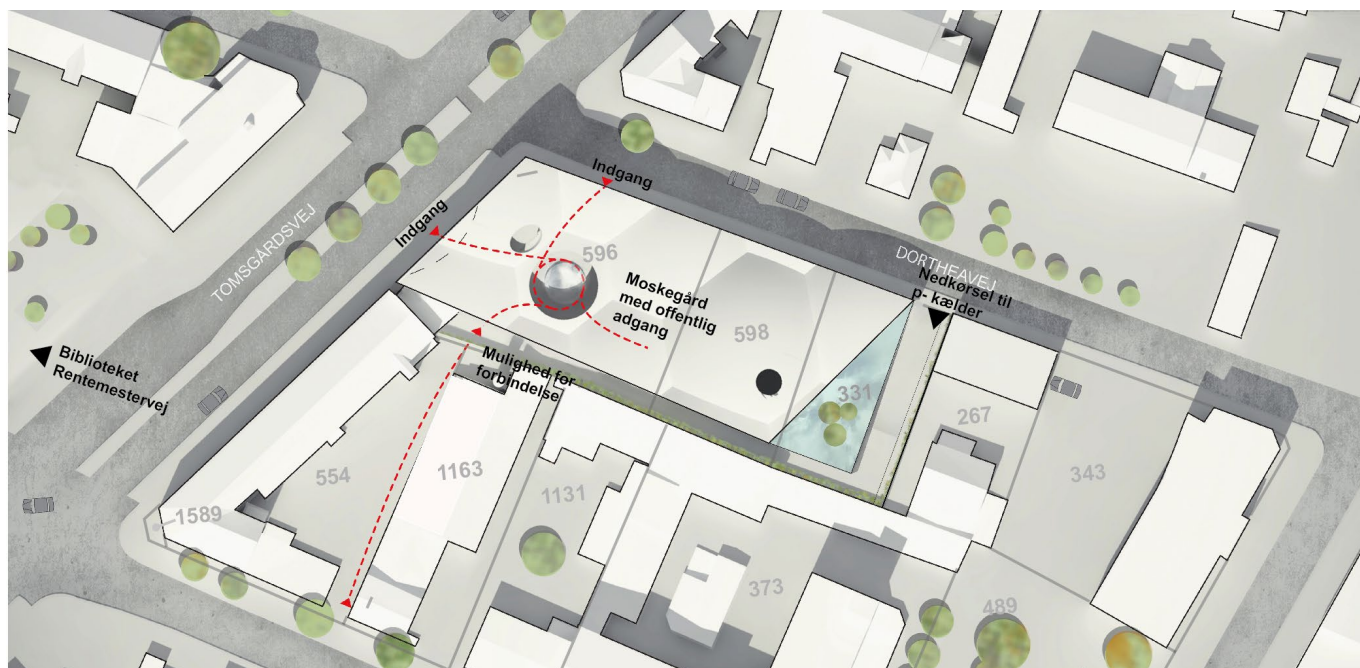 Indgang
Indgang
TOMSGÅRDSVEJ
DORTHEAVEJ
596
Moskegård
med offentlig
adgang
598
Nedkørsel til
p- kælder
Biblioteket
Rentemestervej
Mulighed for
forbindelse
331
267
343
554
1163
1131
1589
373
489